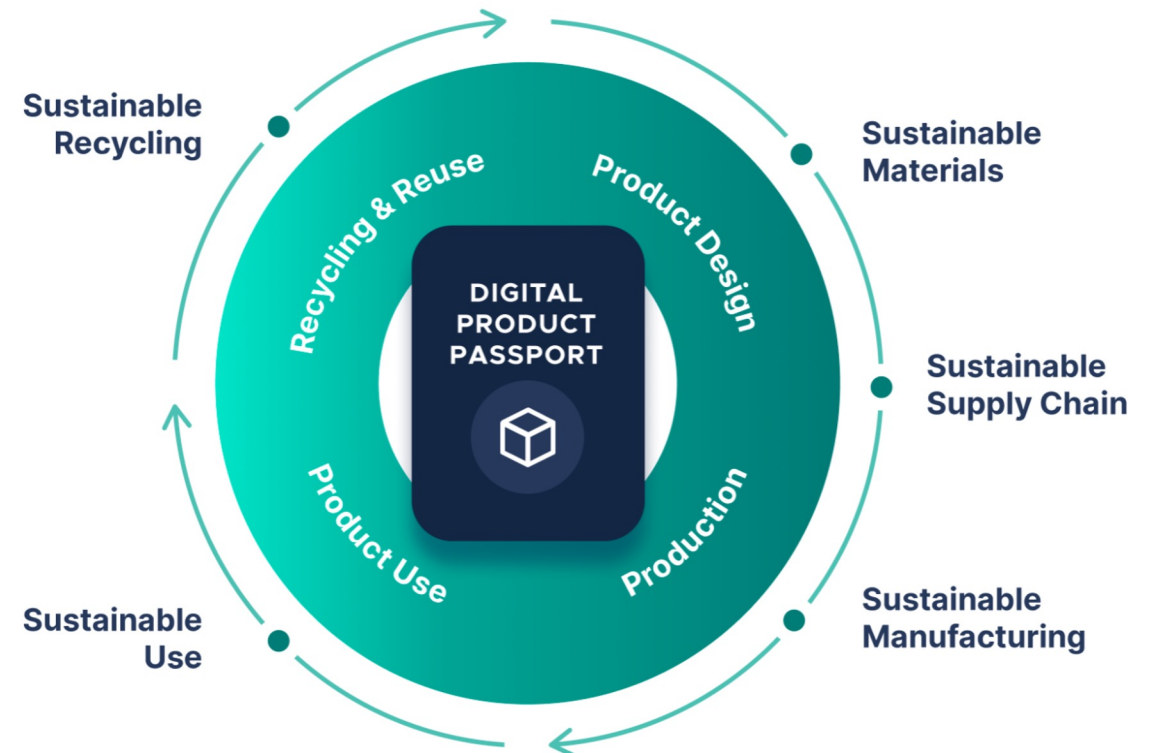 Sustainable
Recycling
Sustainable
Materials
Recycling & Reuse
Product Design
DIGITAL
PRODUCT
PASSPORT
Sustainable
Supply Chain
Product Use
Production
Sustainable
Use
Sustainable
Manufacturing